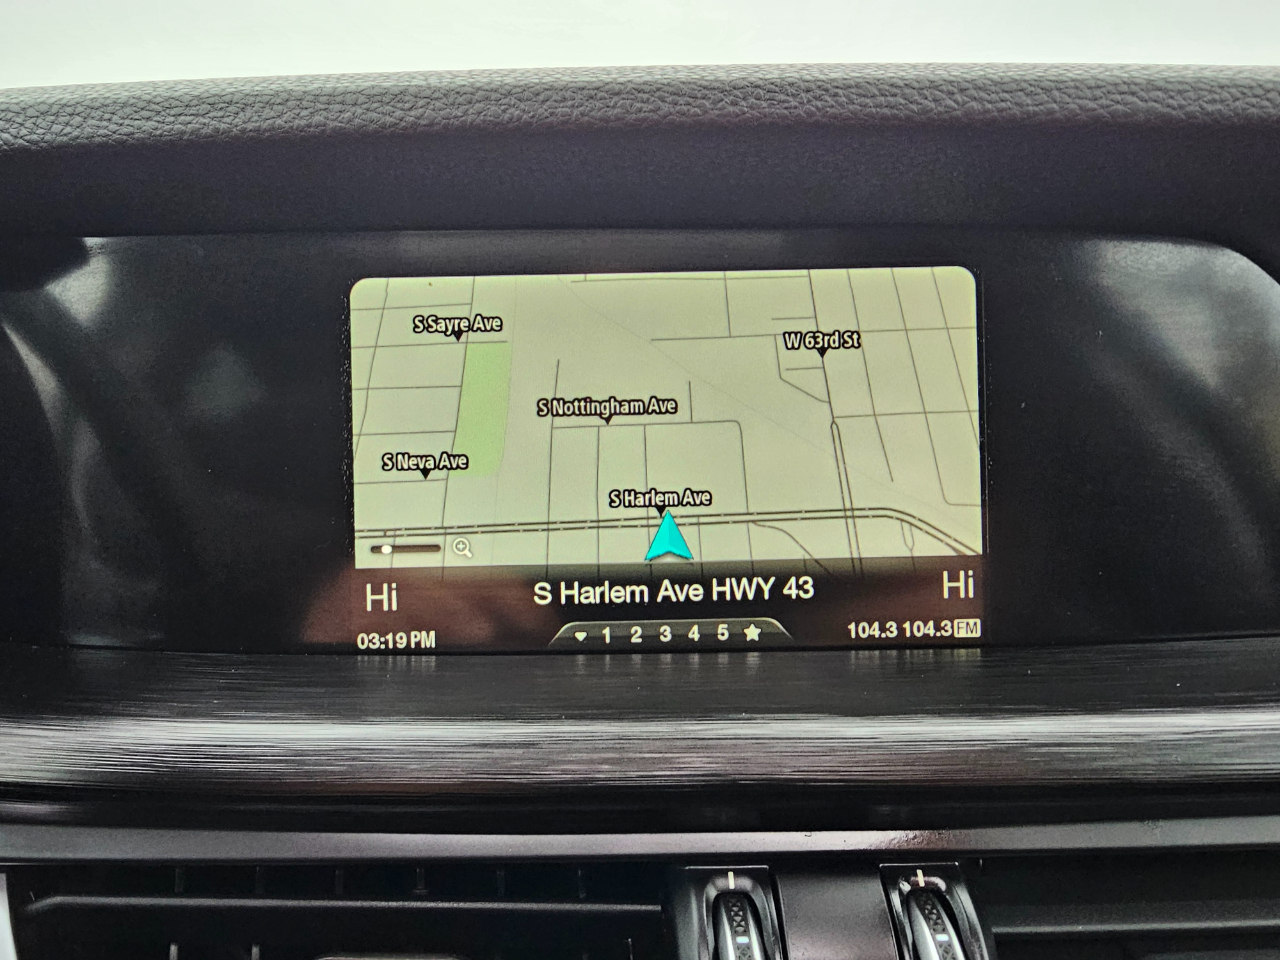 S Sayre Ave
W 63rd St
S Nottingham Ave
S Neva Ave
S Harlem Ave
Hi
S Harlem Ave HWY 43
Hi
03:19 PM
1 2 3 4 5
104.3 104.3 FM